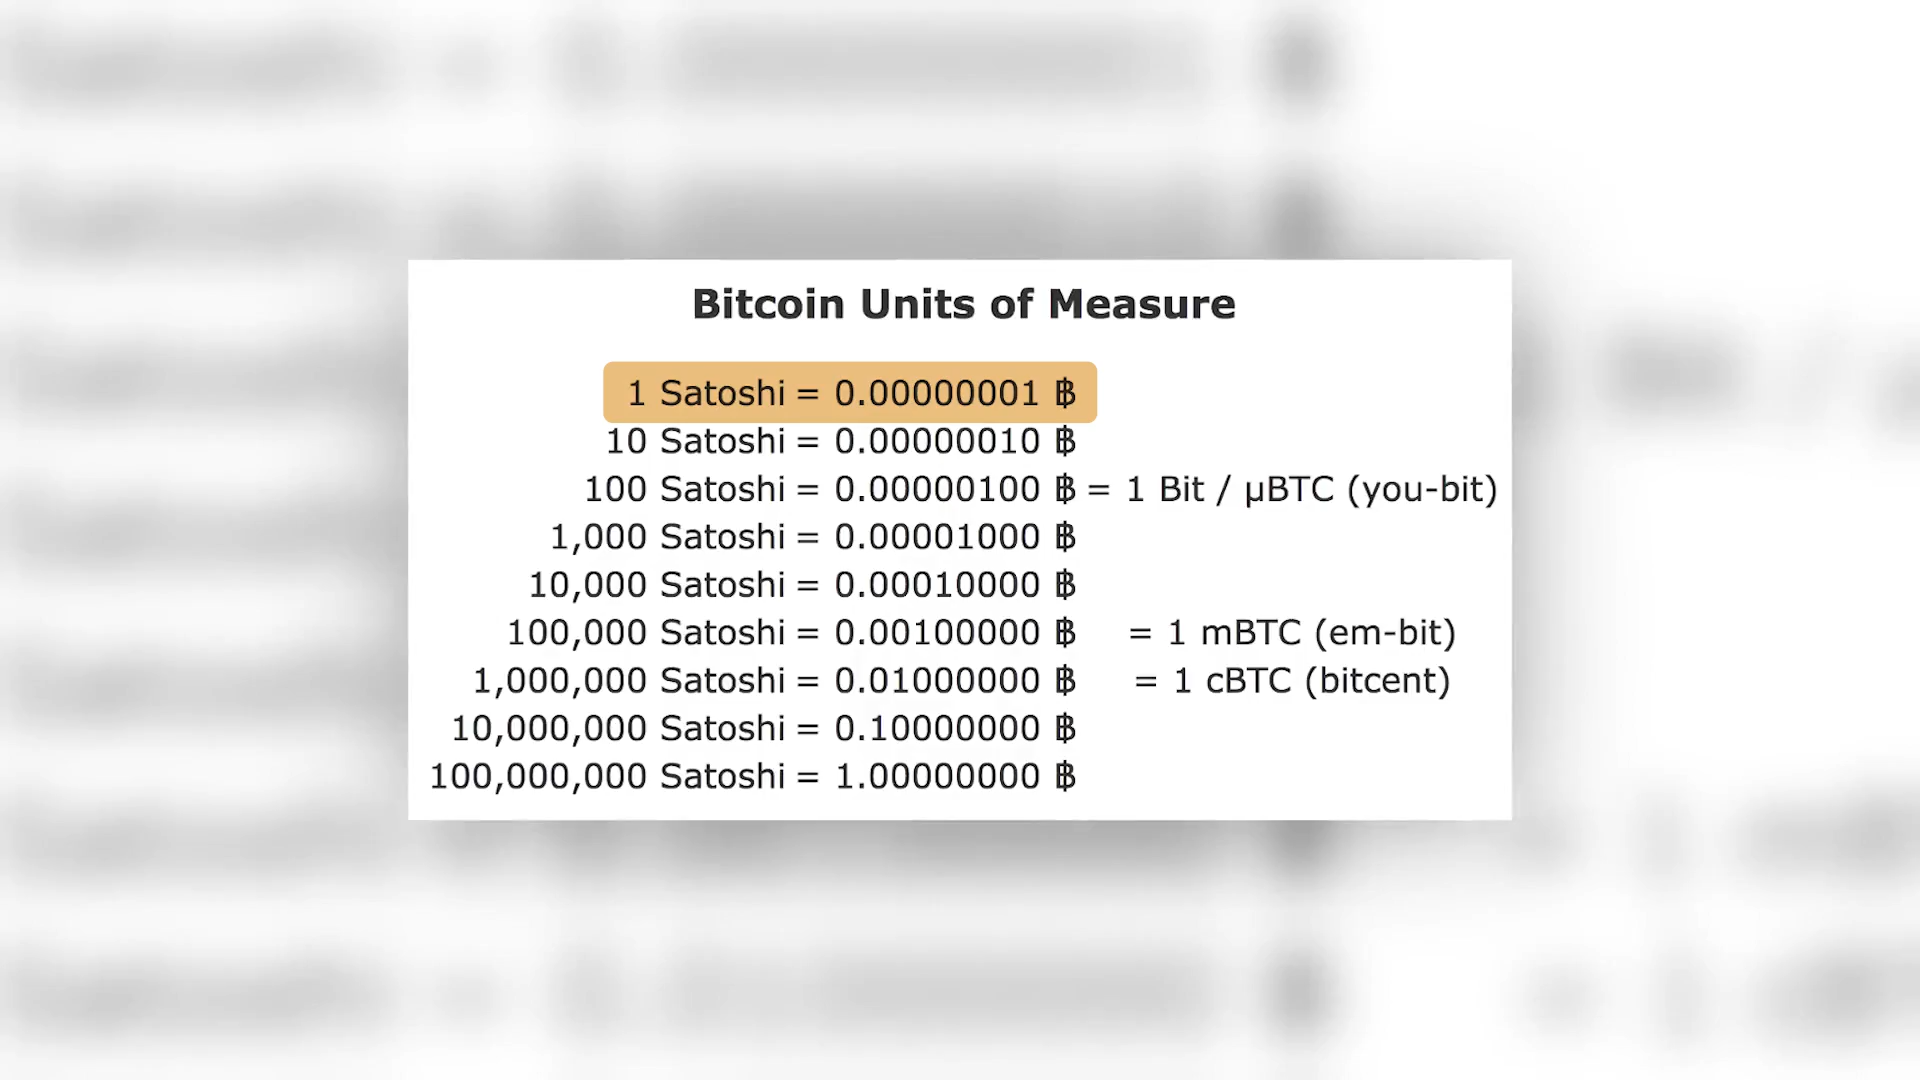 Bitcoin Units of Measure
1 Satoshi = 0.00000001 ฿
10 Satoshi = 0.00000010 ฿
100 Satoshi = 0.00000100 ฿ = 1 Bit / µBTC (you-bit)
1,000 Satoshi = 0.00001000 ฿
10,000 Satoshi = 0.00010000 ฿
100,000 Satoshi = 0.00100000 ฿ = 1 mBTC (em-bit)
1,000,000 Satoshi = 0.01000000 ฿ = 1 cBTC (bitcent)
10,000,000 Satoshi = 0.10000000 ฿
100,000,000 Satoshi = 1.00000000 ฿